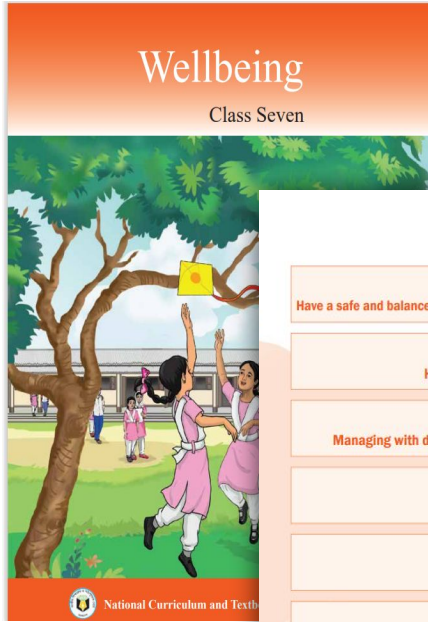 Wellbeing
Class Seven
Have a safe and balance
Managing with d
National Curriculum and Textb